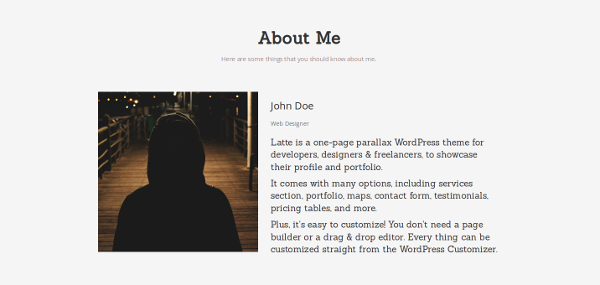 About Me
Here are some things that you should know about me.
John Doe
Web Designer
Latte is a one-page parallax WordPress theme for
developers, designers & freelancers, to showcase
their profile and portfolio.
It comes with many options, including services
section, portfolio, maps, contact form, testimonials,
pricing tables, and more.
Plus, it's easy to customize! You don't need a page
builder or a drag & drop editor. Every thing can be
customized straight from the WordPress Customizer.